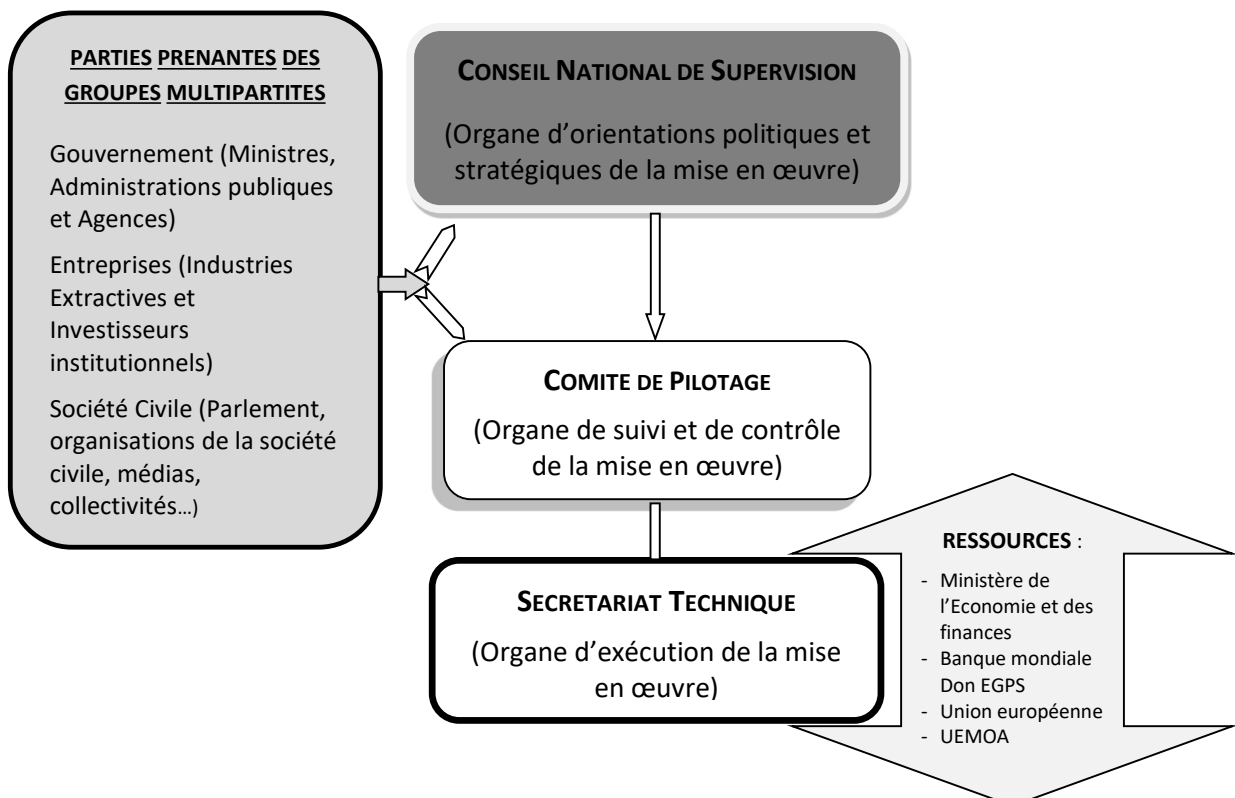 PARTIES PRENANTES DES
GROUPES MULTIPARTITES
Gouvernement (Ministres,
Administrations publiques
et Agences)
Entreprises (Industries
Extractives et
Investisseurs
institutionnels)
Société Civile (Parlement,
organisations de la société
civile, médias,
collectivités...)
CONSEIL NATIONAL DE SUPERVISION
(Organe d’orientations politiques et
stratégiques de la mise en œuvre)
COMITE DE PILOTAGE
(Organe de suivi et de contrôle
de la mise en œuvre)
SECRETARIAT TECHNIQUE
(Organe d’exécution de la mise
en œuvre)
RESSOURCES :
- Ministère de
l’Economie et des
finances
- Banque mondiale
Don EGPS
- Union européenne
- UEMOA